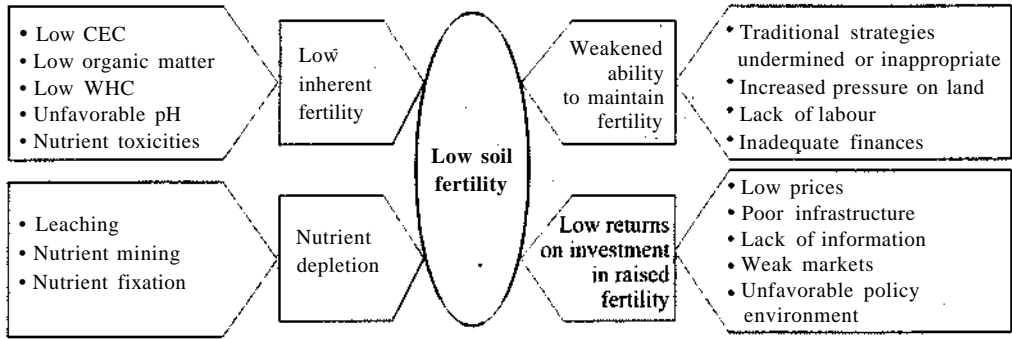 • Low CEC
• Low organic matter
• Low WHC
• Unfavorable pH
• Nutrient toxicities
Low
inherent
fertility
• Leaching
• Nutrient mining
• Nutrient fixation
Nutrient
depletion
Low soil
fertility
Weakened
ability
to maintain
fertility
• Traditional strategies
undermined or inappropriate
• Increased pressure on land
• Lack of labour
• Inadequate finances
Low returns
on investment
in raised
fertility
• Low prices
• Poor infrastructure
• Lack of information
• Weak markets
• Unfavorable policy
environment